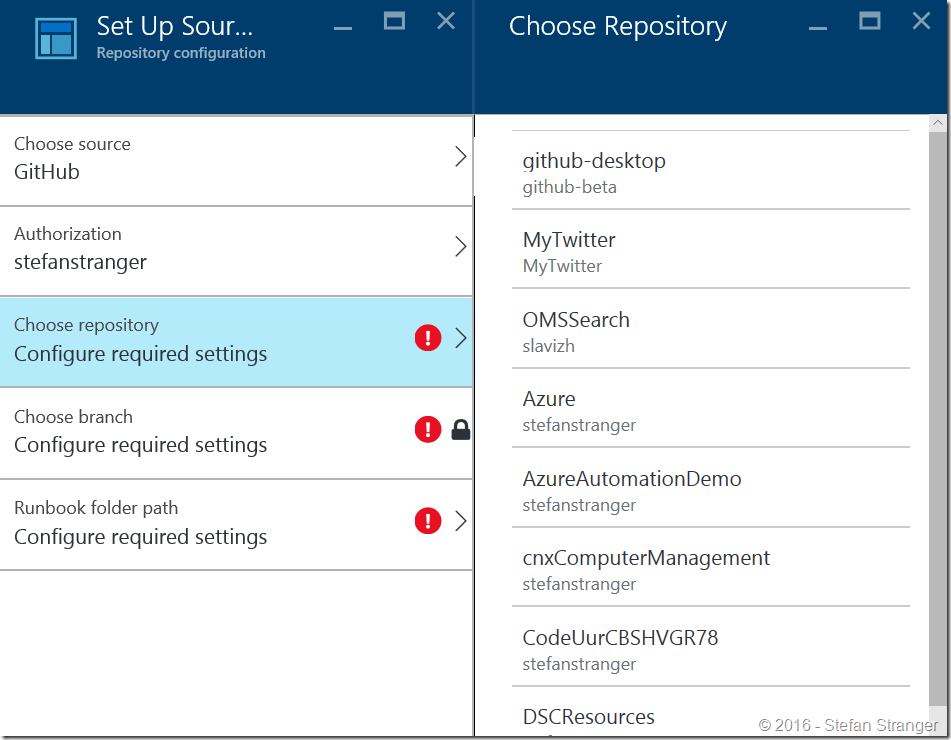 Set Up Sour...
Repository configuration
Choose source
GitHub
Authorization
stefanstranger
Choose repository
Configure required settings
Choose branch
Configure required settings
Runbook folder path
Configure required settings
Choose Repository
github-desktop
github-beta
MyTwitter
MyTwitter
OMSSearch
slavizh
Azure
stefanstranger
AzureAutomationDemo
stefanstranger
cnxComputerManagement
stefanstranger
CodeUurCBSHVGR78
stefanstranger
DSCResources
© 2016 - Stefan Stranger